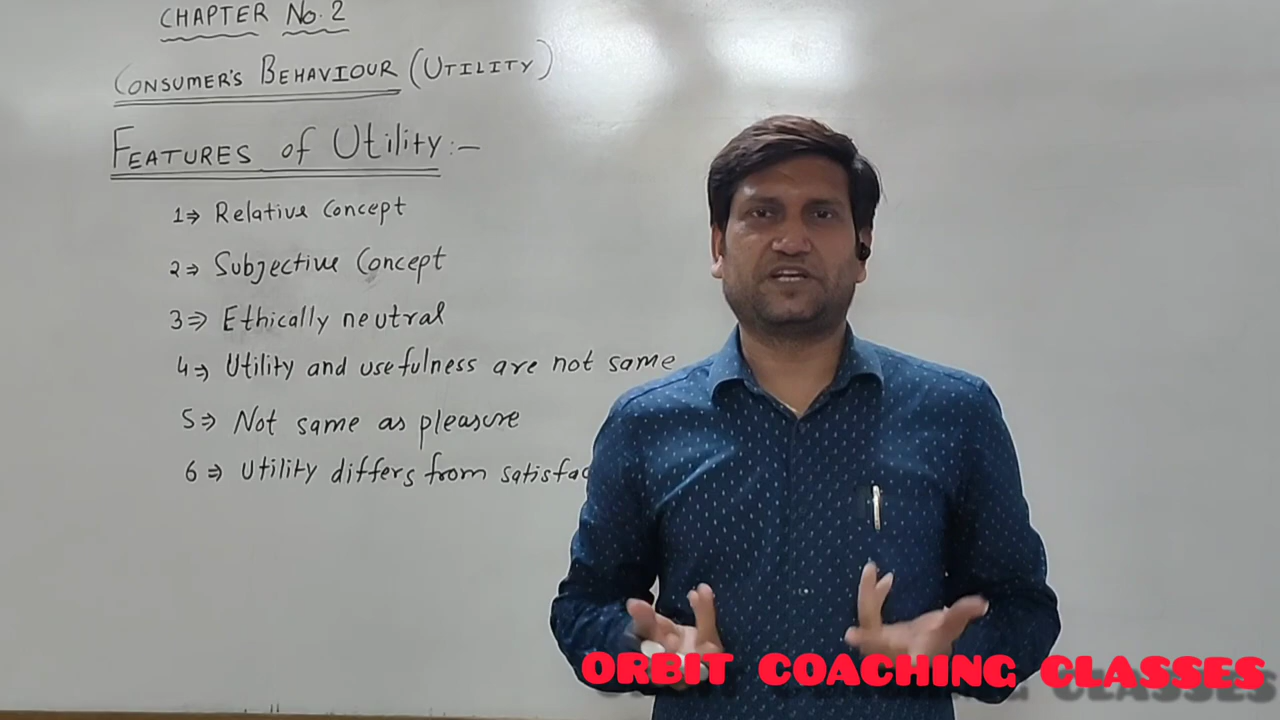 CHAPTER No. 2
CONSUMER'S BEHAVIOUR (UTILITY)
FEATURES of Utility:-
1⇒ Relative Concept
2⇒ Subjective Concept
3⇒ Ethically neutral
4⇒ Utility and usefulness are not same
5⇒ Not same as pleasure
6⇒ Utility differs from
ORBIT COACHING CLASSES